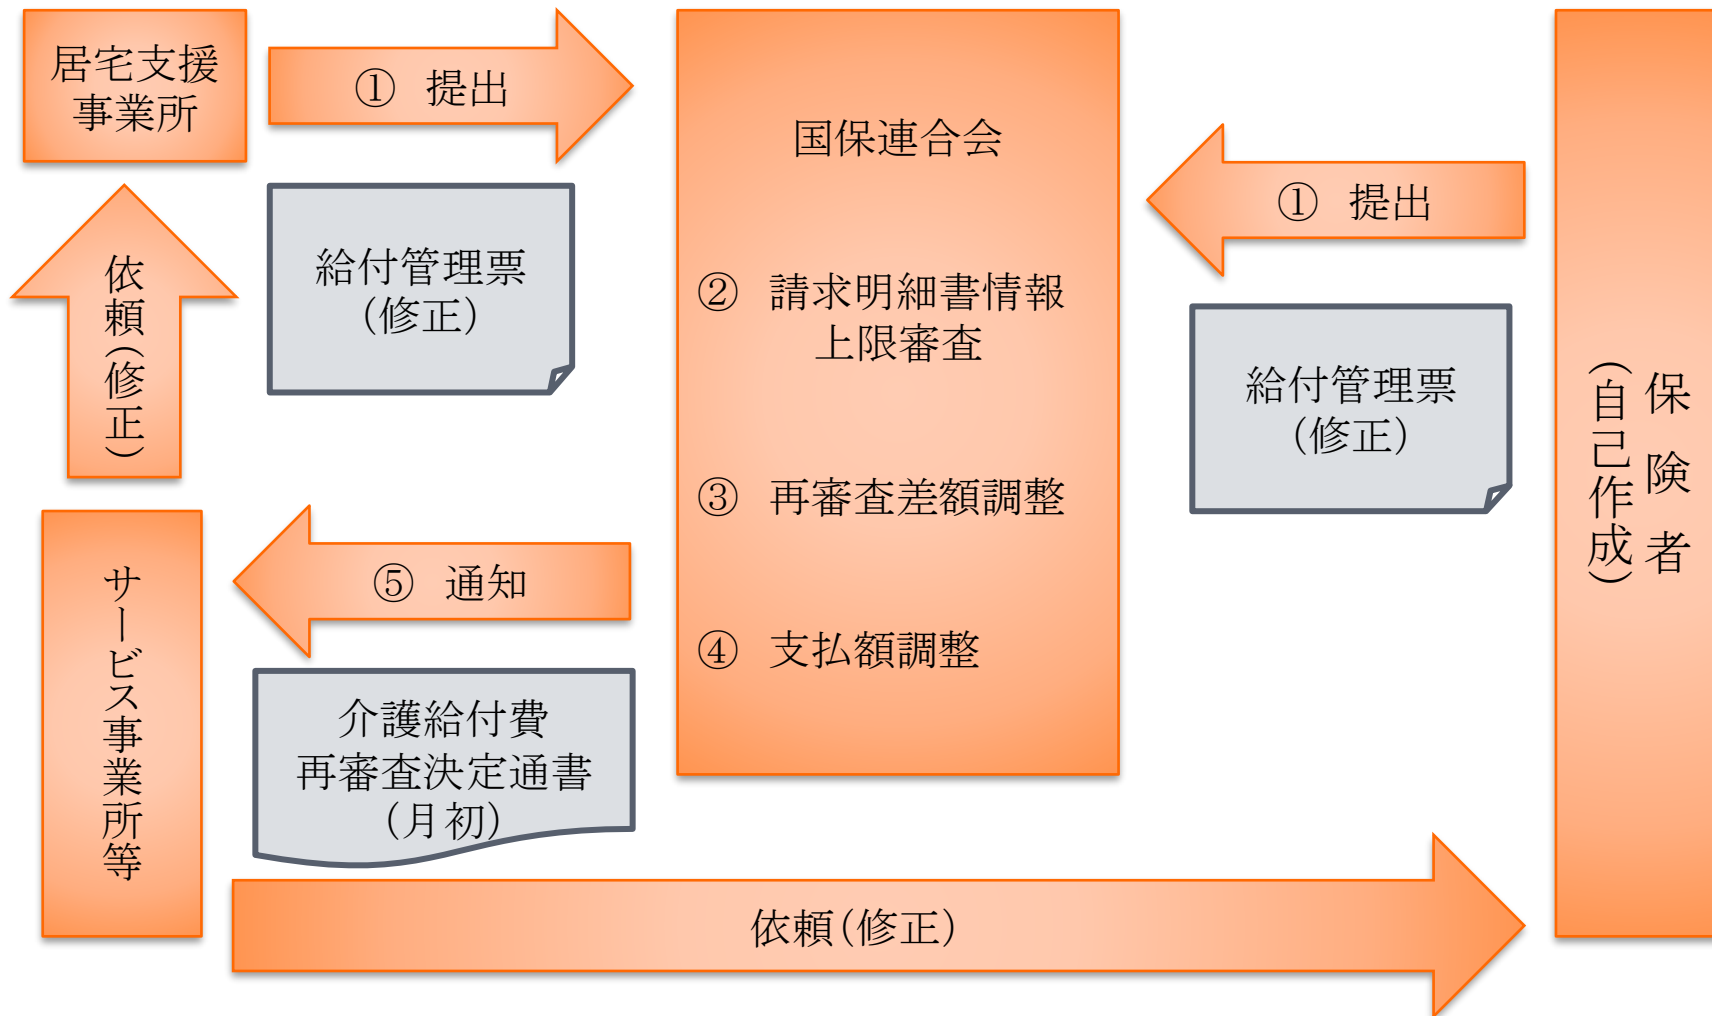 居宅支援
事業所
① 提出
給付管理票
(修正)
依頼(修正)
サービス事業所等
国保連合会
② 請求明細書情報
上限審査
③ 再審査差額調整
④ 支払額調整
⑤ 通知
介護給付費
再審査決定通書
(月初)
① 提出
給付管理票
(修正)
保険者
(自己作成)
依頼(修正)